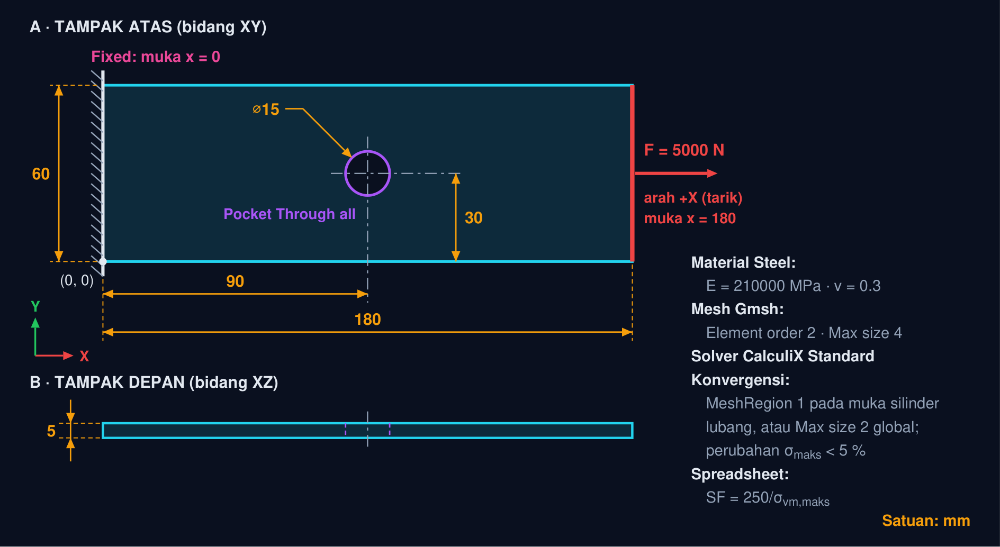 A · TAMPAK ATAS (bidang XY)
Fixed: muka x = 0
⌀15
F = 5000 N
60
arah +X (tarik)
Pocket Through all
30
muka x = 180
(0, 0)
90
Y
180
X
Material Steel:
E = 210000 MPa · ν = 0.3
Mesh Gmsh:
Element order 2 · Max size 4
Solver CalculiX Standard
Konvergensi:
MeshRegion 1 pada muka silinder
lubang, atau Max size 2 global;
perubahan σmaks < 5 %
Spreadsheet:
SF = 250/σvm,maks
B · TAMPAK DEPAN (bidang XZ)
5
Satuan: mm